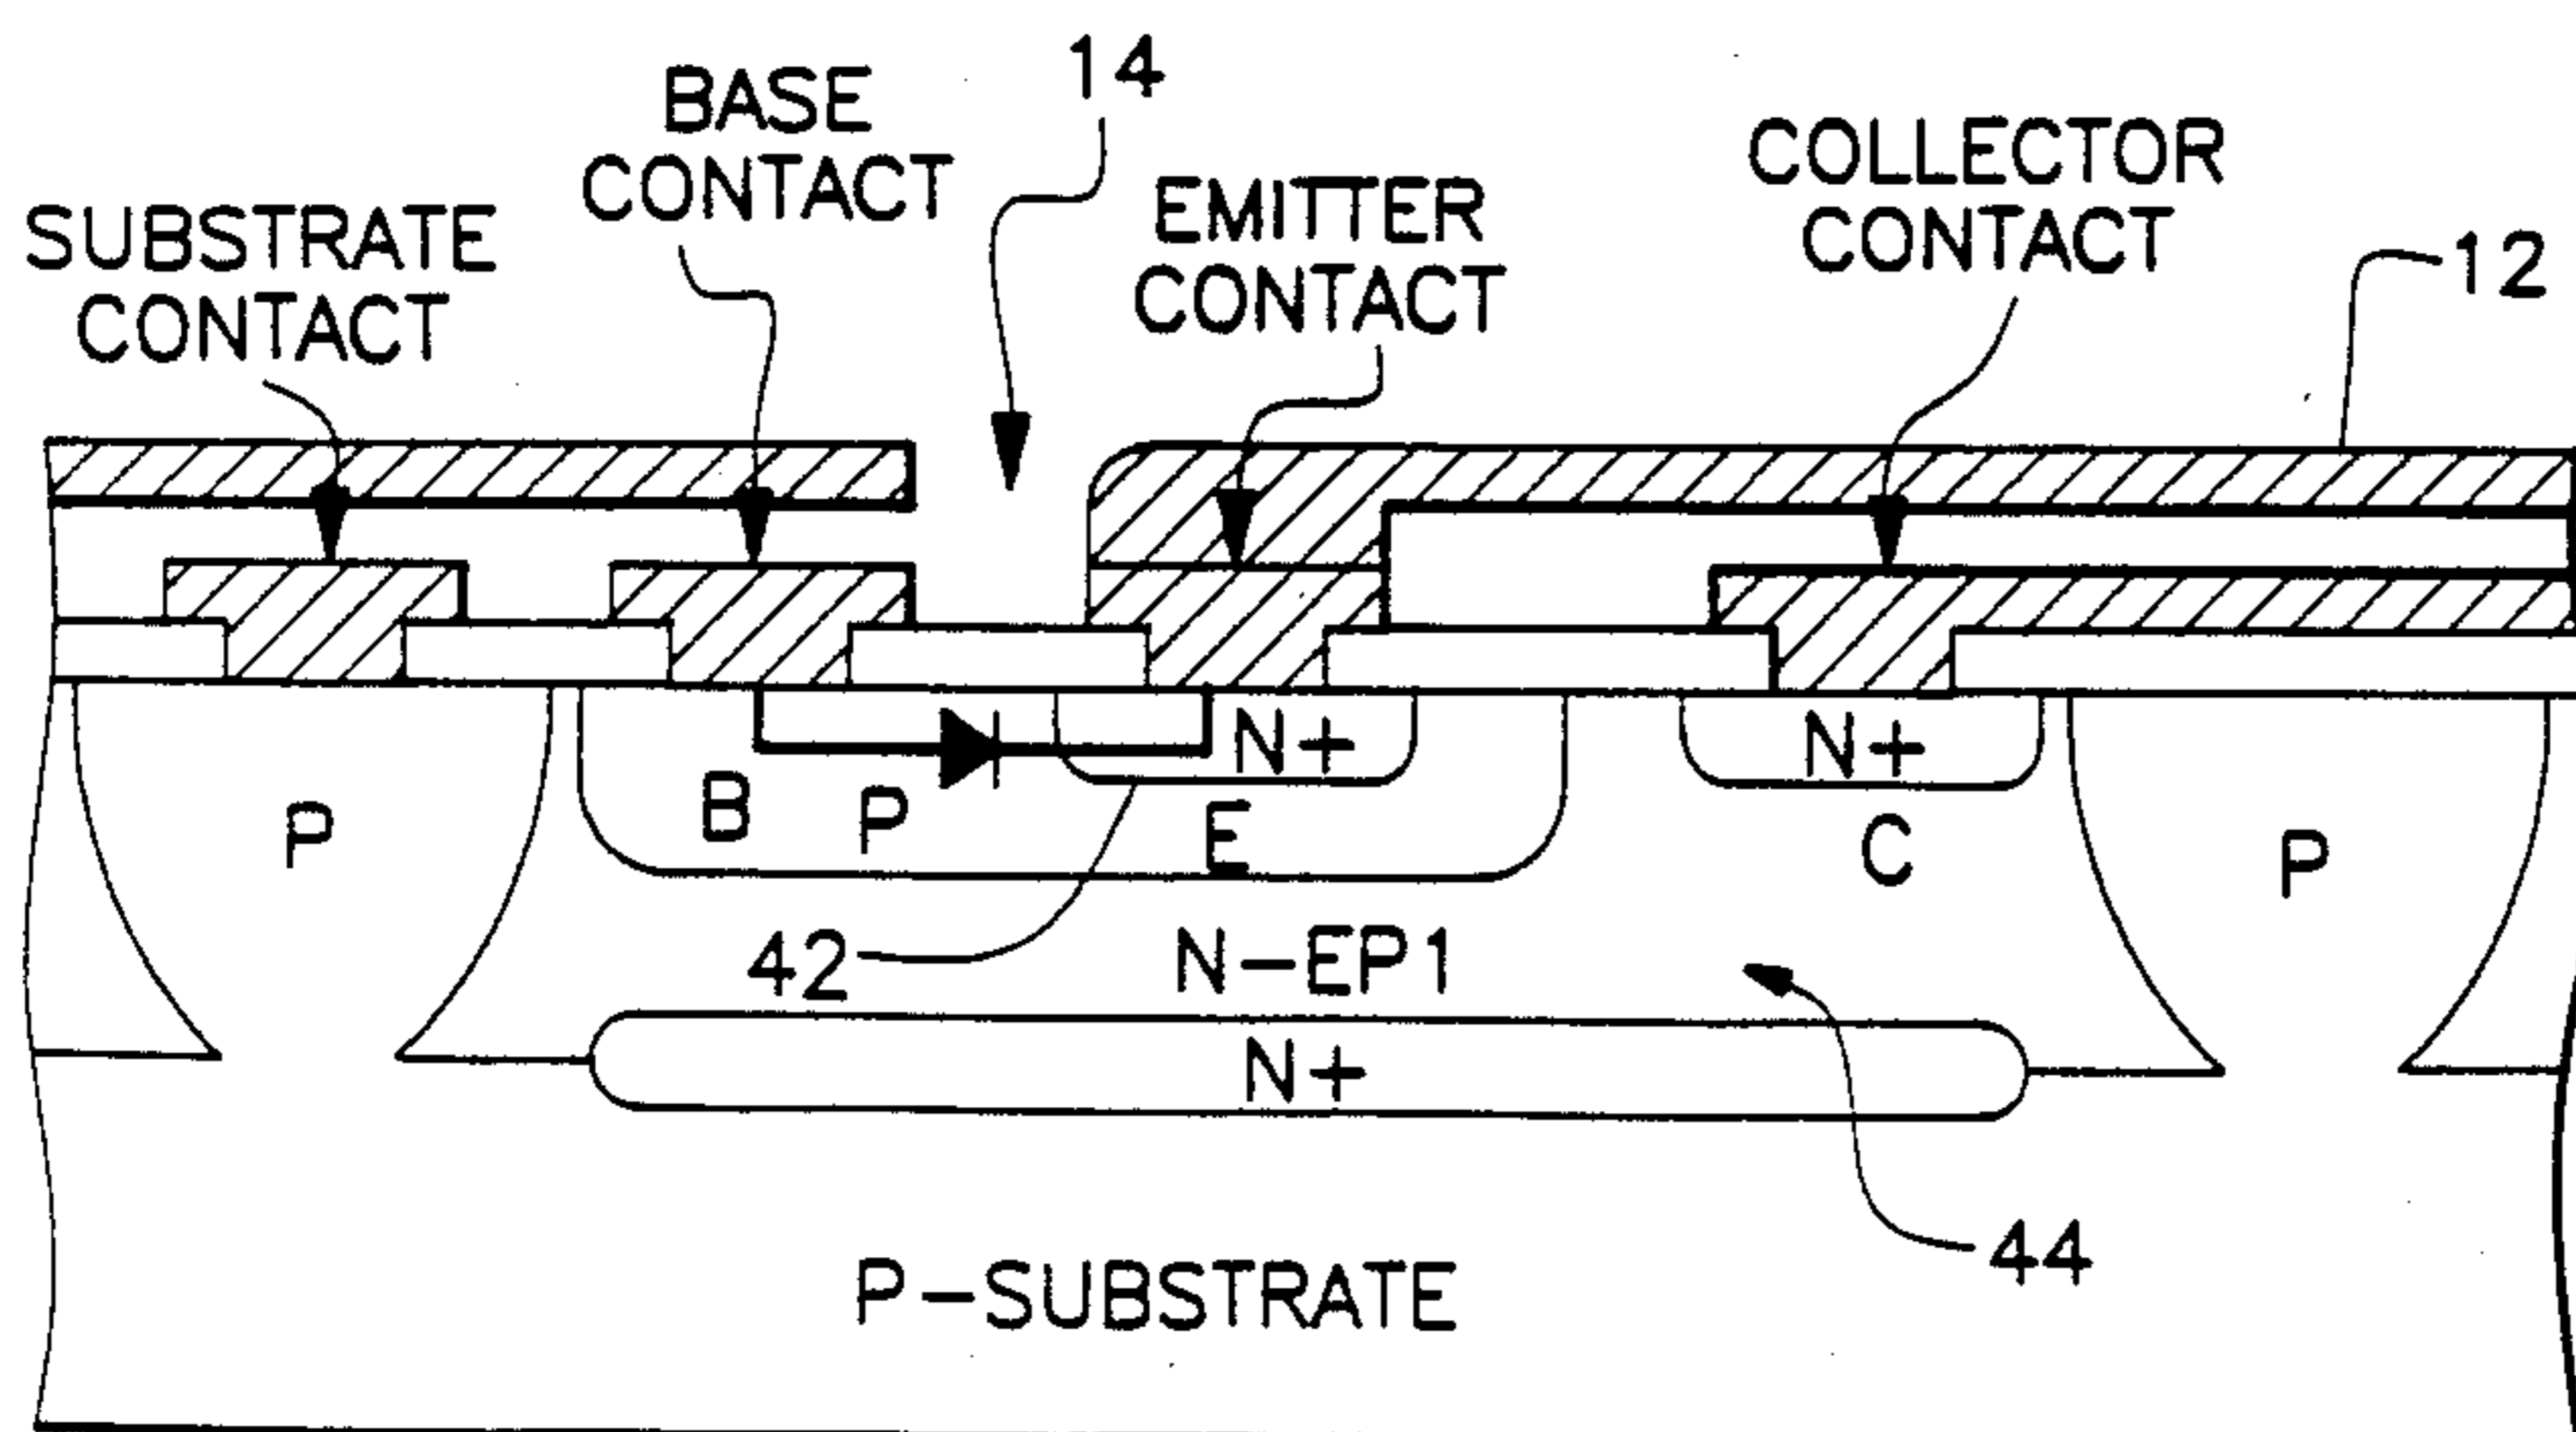 14
BASE
CONTACT
SUBSTRATE
CONTACT
EMITTER
CONTACT
COLLECTOR
CONTACT
12
N+
N+
B
P
E
C
P
P
42
N-EP1
N+
44
P-SUBSTRATE